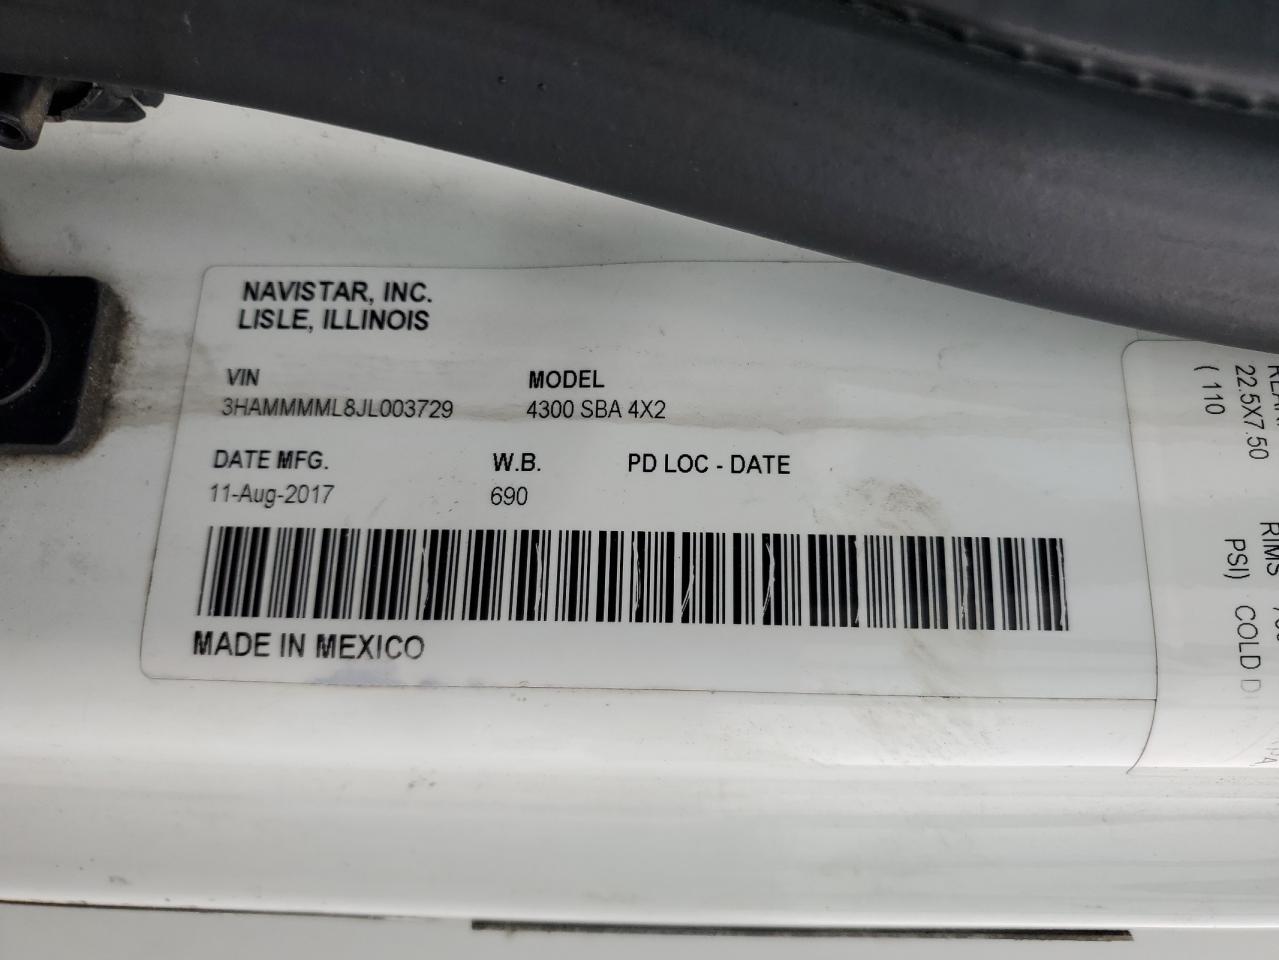 NAVISTAR, INC.
LISLE, ILLINOIS
VIN
MODEL
3HAMMMML8JL003729
4300 SBA 4X2
DATE MFG.
W.B.
PD LOC - DATE
11-Aug-2017
690
MADE IN MEXICO
22.5X7.50
( 110
RIMS
PSI) COLD